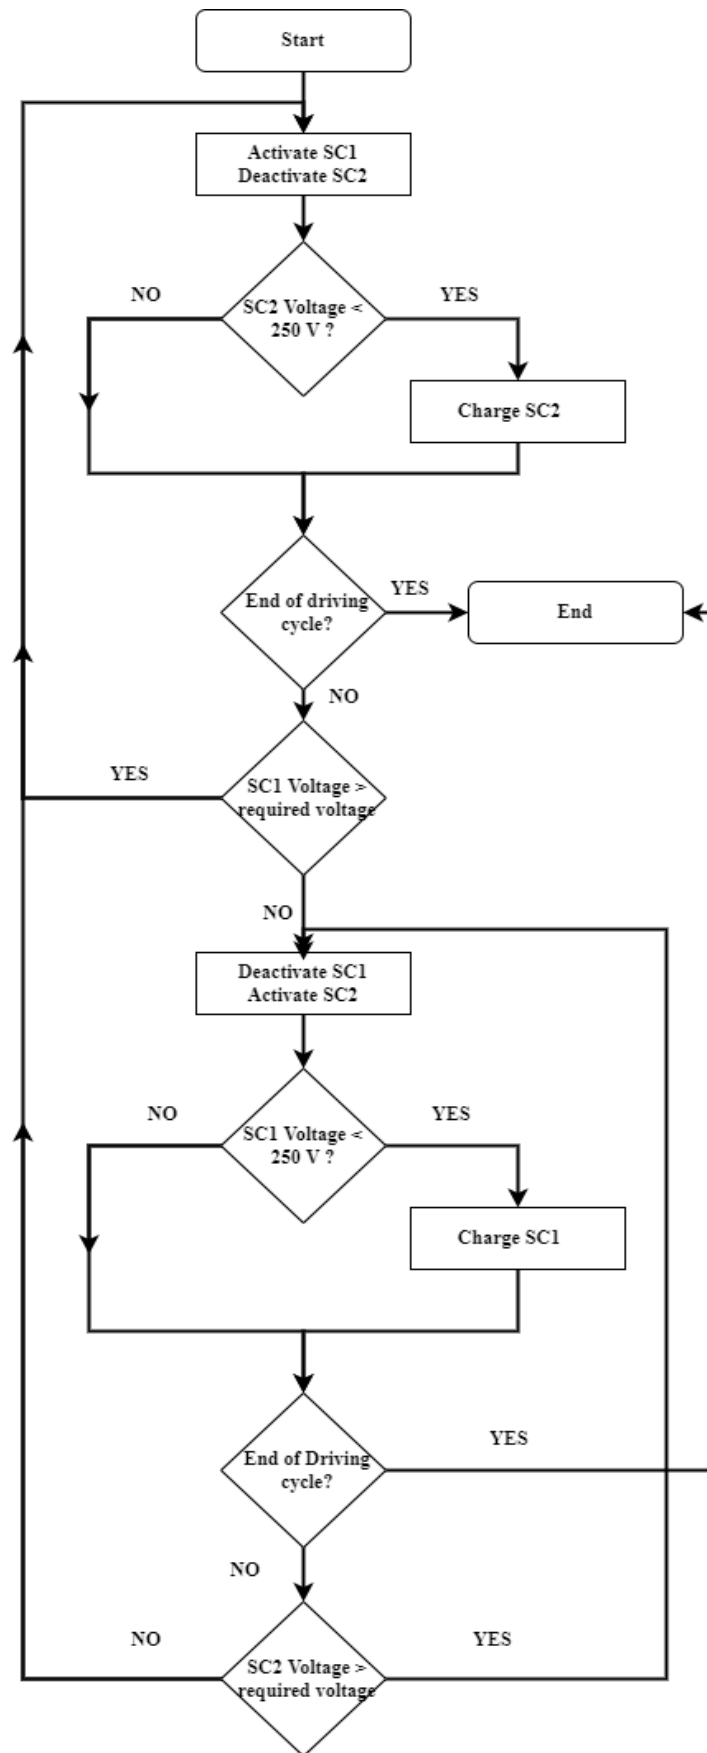 Start
Activate SC1
Deactivate SC2
NO
SC2 Voltage <
250 V ?
YES
Charge SC2
End of driving
cycle?
YES
End
NO
YES
SC1 Voltage >
required voltage
NO
Deactivate SC1
Activate SC2
NO
SC1 Voltage <
250 V ?
YES
Charge SC1
End of Driving
cycle?
YES
NO
NO
SC2 Voltage >
required voltage
YES